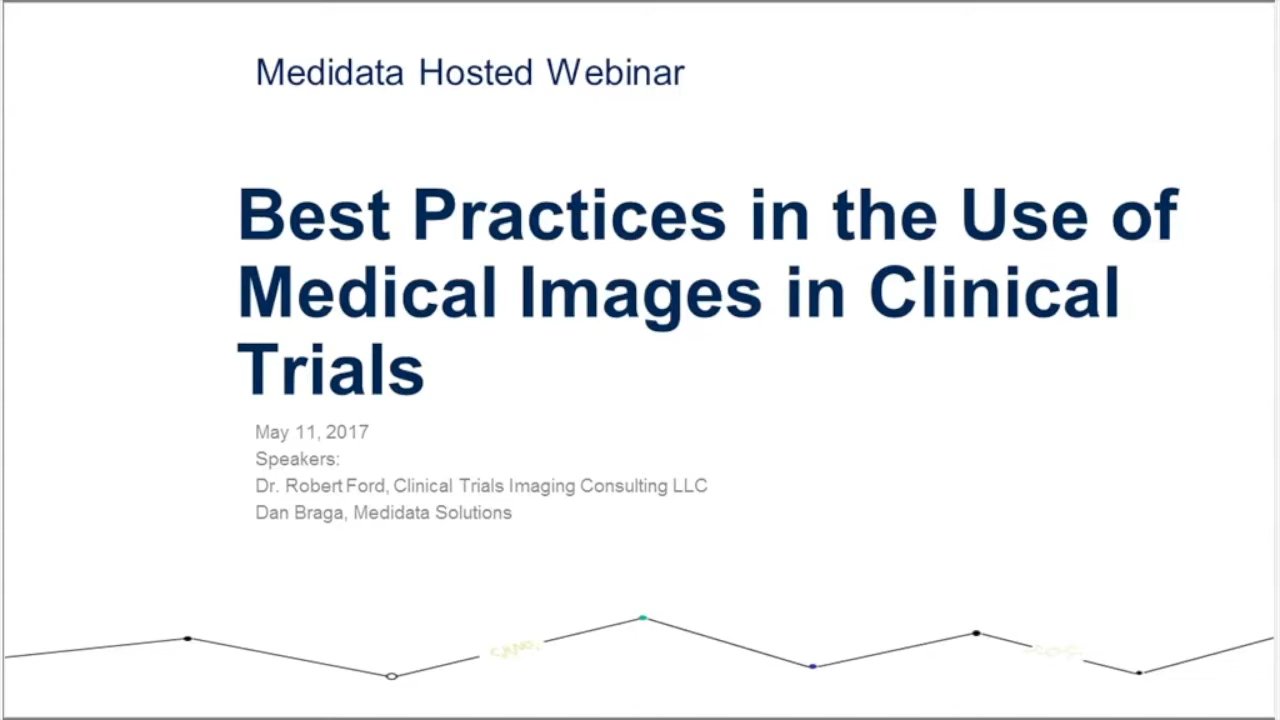 Medidata Hosted Webinar
Best Practices in the Use of
Medical Images in Clinical
Trials
May 11, 2017
Speakers:
Dr. Robert Ford, Clinical Trials Imaging Consulting LLC
Dan Braga, Medidata Solutions